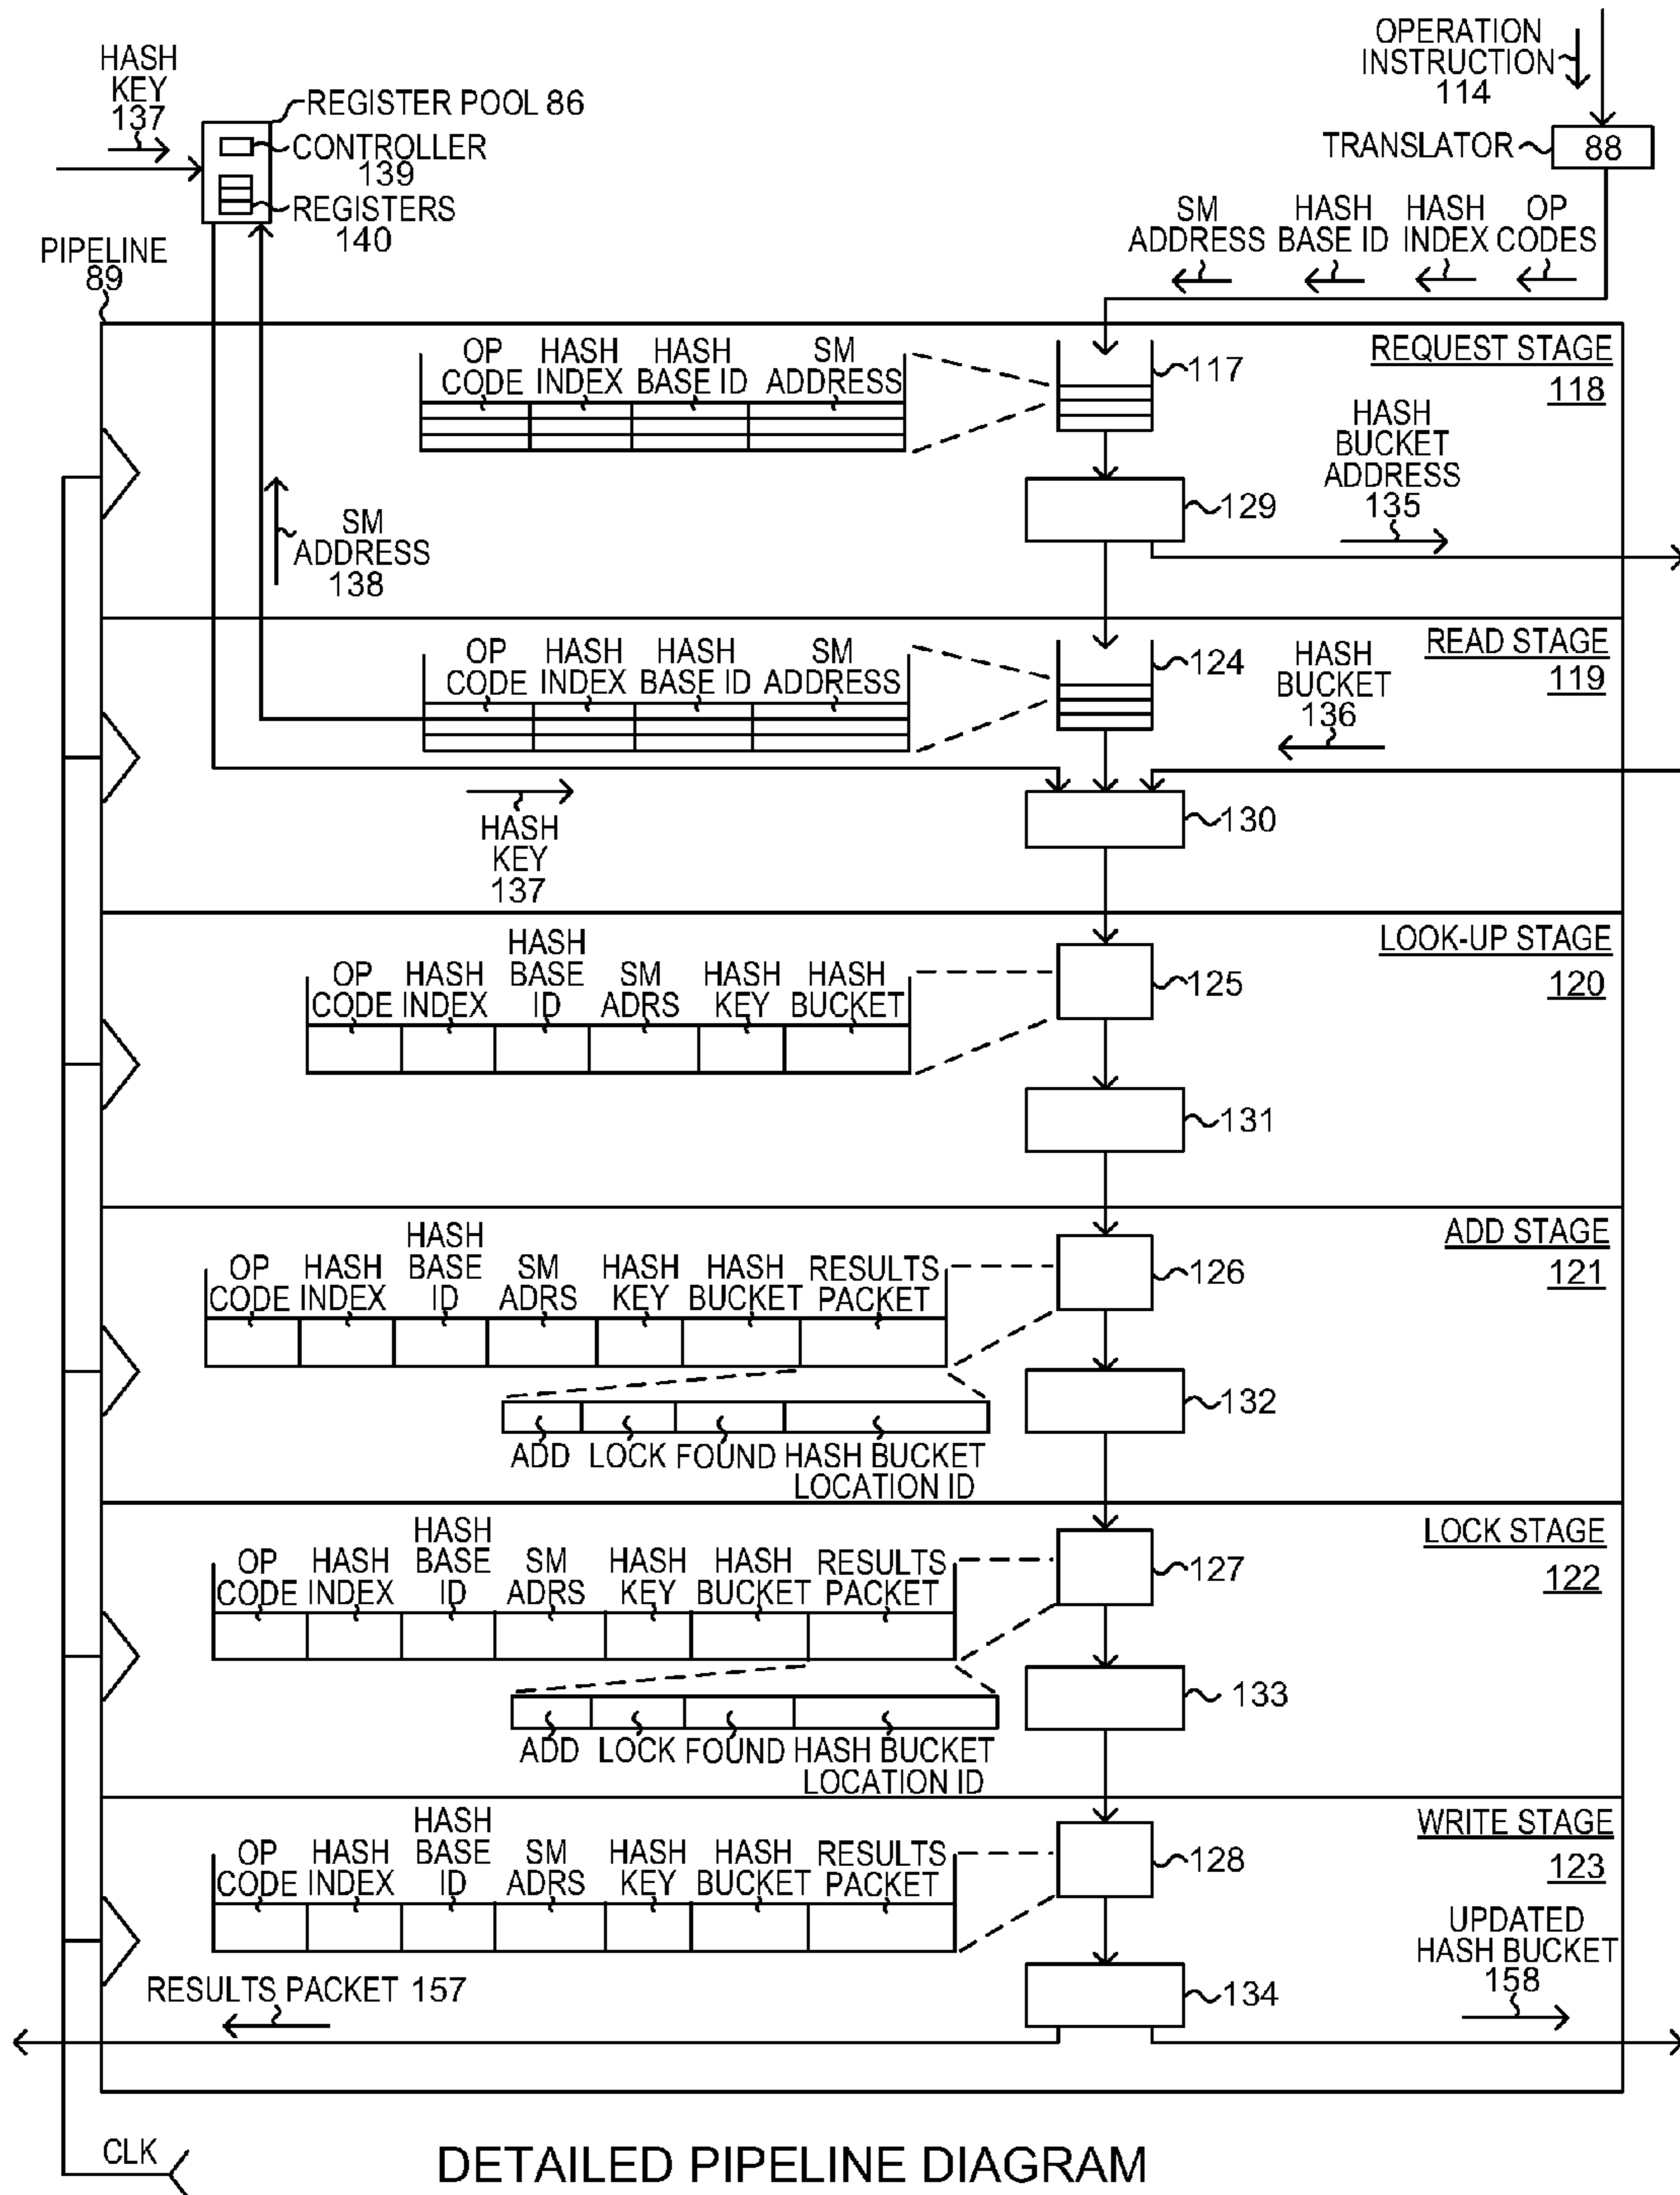 HASH
KEY
137
REGISTER POOL 86
CONTROLLER
139
REGISTERS
140
PIPELINE
89
OPERATION
INSTRUCTION
114
TRANSLATOR
88
SM
ADDRESS
HASH
BASE ID
HASH
INDEX
OP
CODES
REQUEST STAGE
118
OP
CODE
HASH
INDEX
HASH
BASE ID
SM
ADDRESS
117
HASH
BUCKET
ADDRESS
135
129
SM
ADDRESS
138
READ STAGE
119
OP
CODE
HASH
INDEX
HASH
BASE ID
SM
ADDRESS
124
HASH
BUCKET
136
HASH
KEY
137
130
LOOK-UP STAGE
120
OP
CODE
HASH
INDEX
HASH
BASE
ID
SM
ADRS
HASH
KEY
HASH
BUCKET
125
131
ADD STAGE
121
OP
CODE
HASH
INDEX
HASH
BASE
ID
SM
ADRS
HASH
KEY
HASH
BUCKET
RESULTS
PACKET
126
132
ADD
LOCK
FOUND
HASH BUCKET
LOCATION ID
LOCK STAGE
122
OP
CODE
HASH
INDEX
HASH
BASE
ID
SM
ADRS
HASH
KEY
HASH
BUCKET
RESULTS
PACKET
127
133
ADD
LOCK
FOUND
HASH BUCKET
LOCATION ID
WRITE STAGE
123
OP
CODE
HASH
INDEX
HASH
BASE
ID
SM
ADRS
HASH
KEY
HASH
BUCKET
RESULTS
PACKET
128
UPDATED
HASH BUCKET
158
RESULTS PACKET 157
134
CLK
DETAILED PIPELINE DIAGRAM